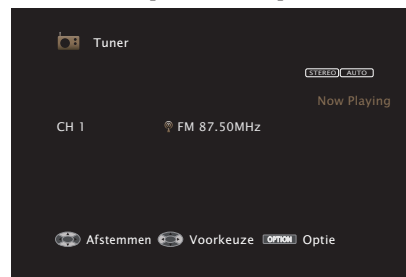 Tuner
STEREO AUTO
Now Playing
CH 1 FM 87.50MHz
Afstemmen Voorkeuze OPTION Optie